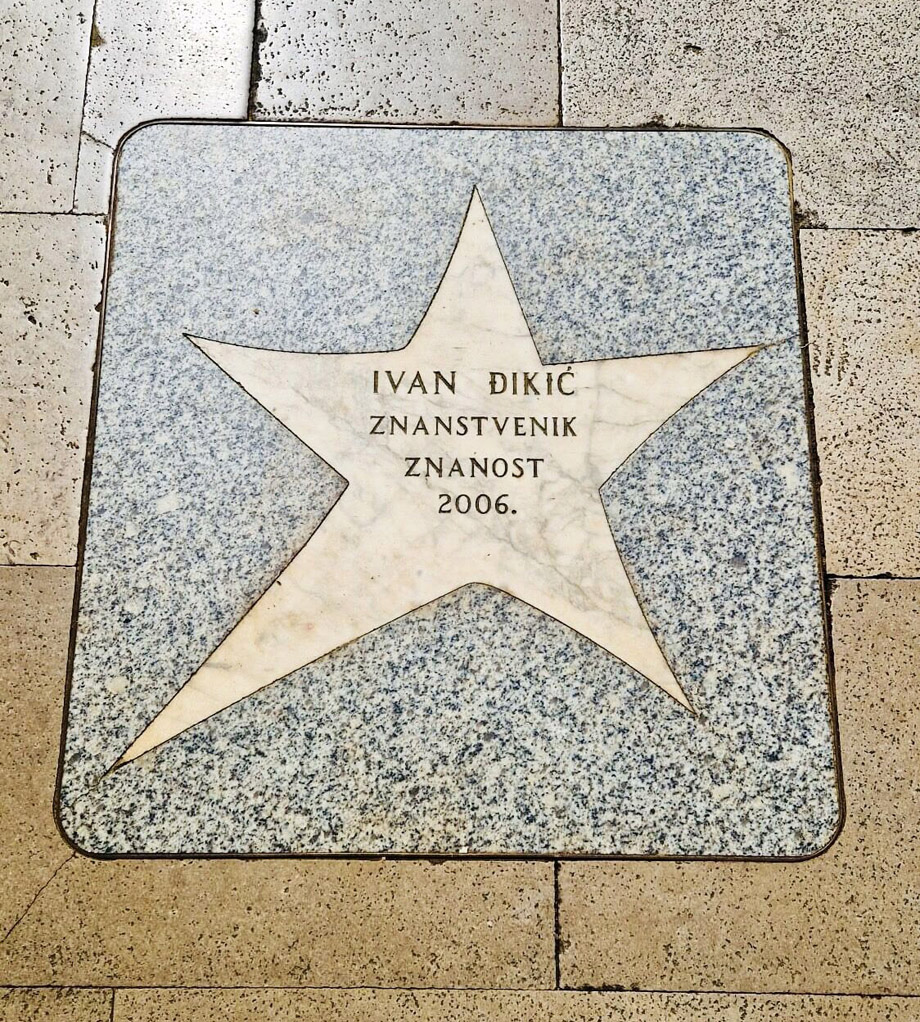 IVAN ĐIKIĆ
ZNANSTVENIK
ZNANOST
2006.